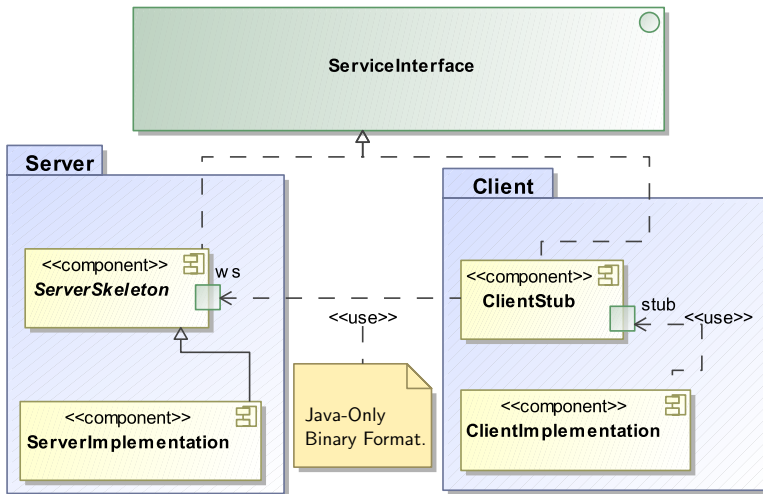 ServiceInterface
Server
Client
<<component>>
ServerSkeleton
ws
<<component>>
ClientStub
stub
<<use>>
<<use>>
Java-Only
Binary Format.
<<component>>
ServerImplementation
<<component>>
ClientImplementation